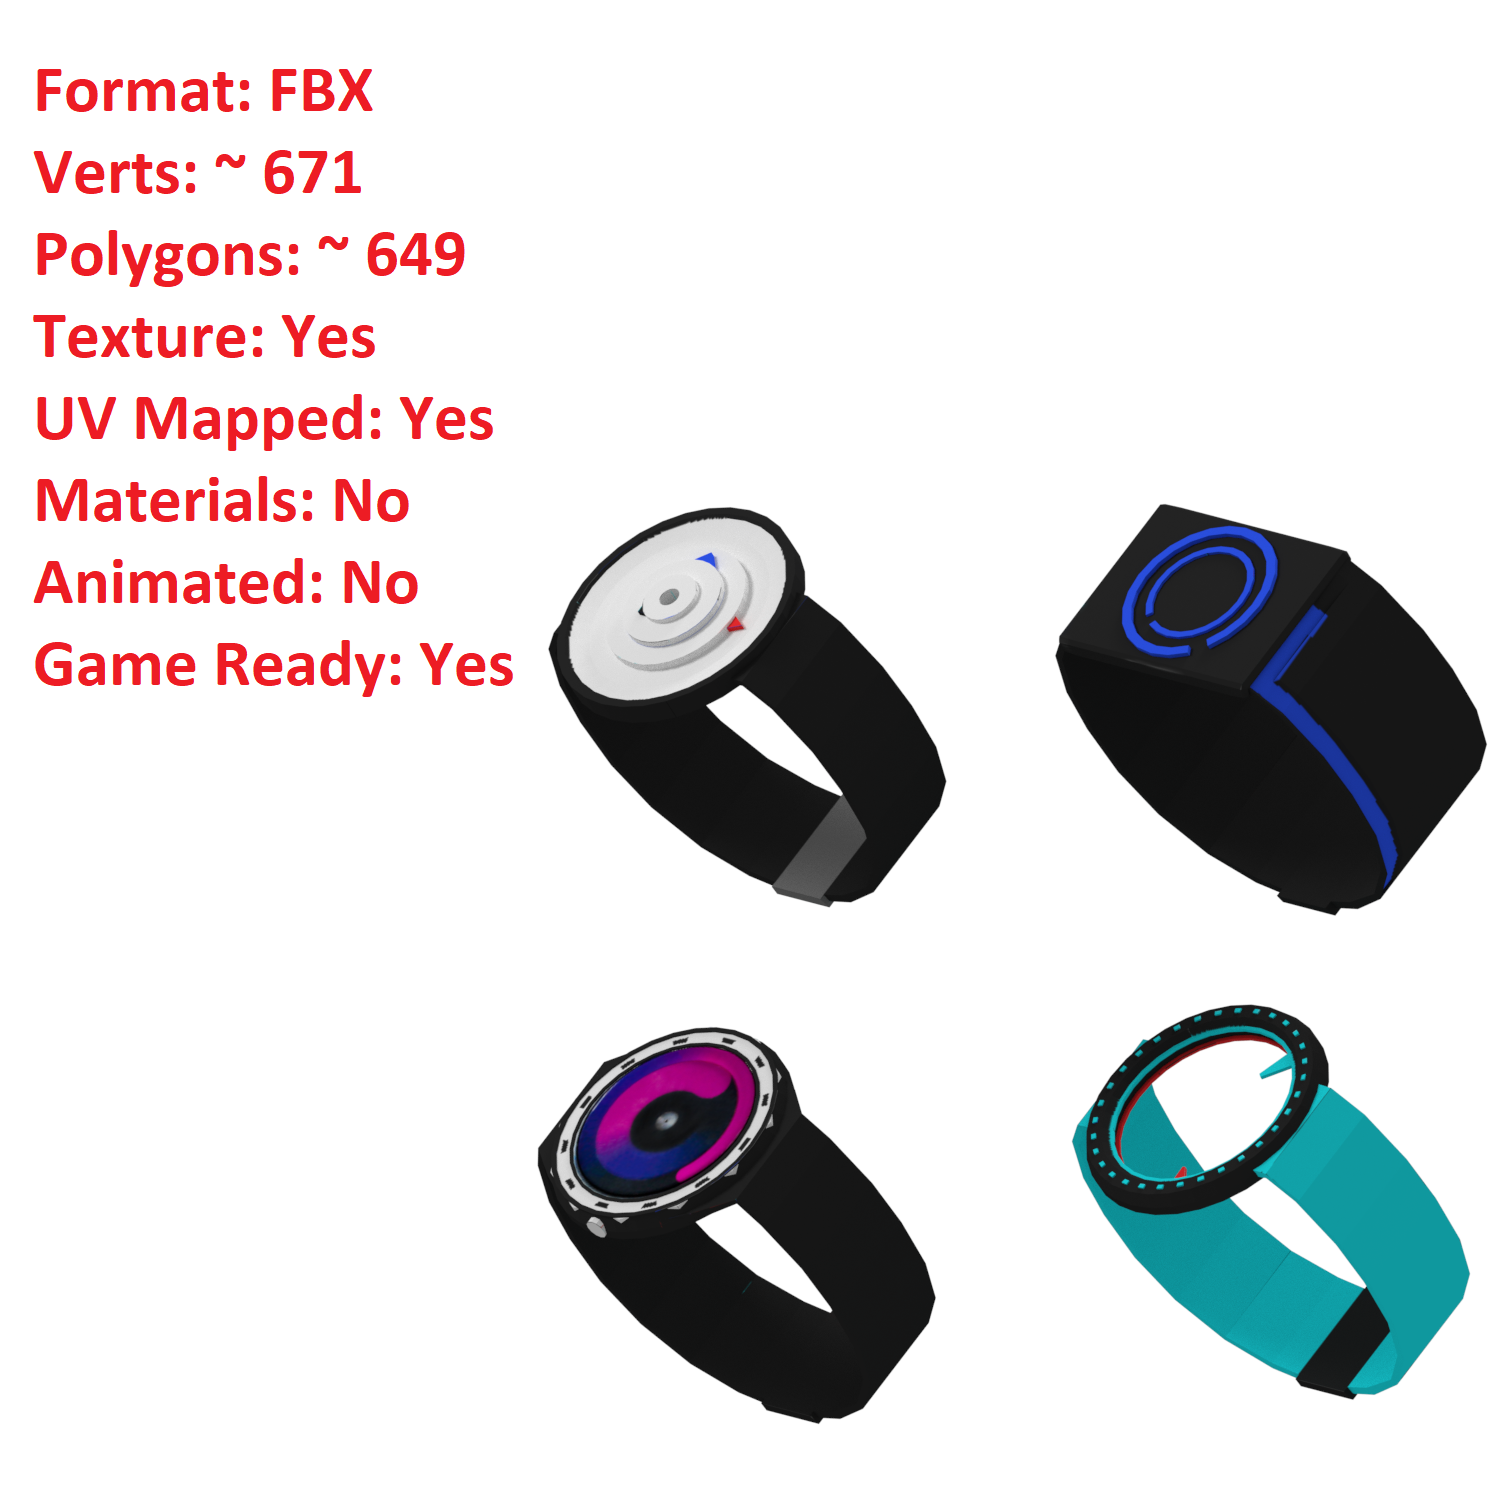 Format: FBX
Verts: ~ 671
Polygons: ~ 649
Texture: Yes
UV Mapped: Yes
Materials: No
Animated: No
Game Ready: Yes